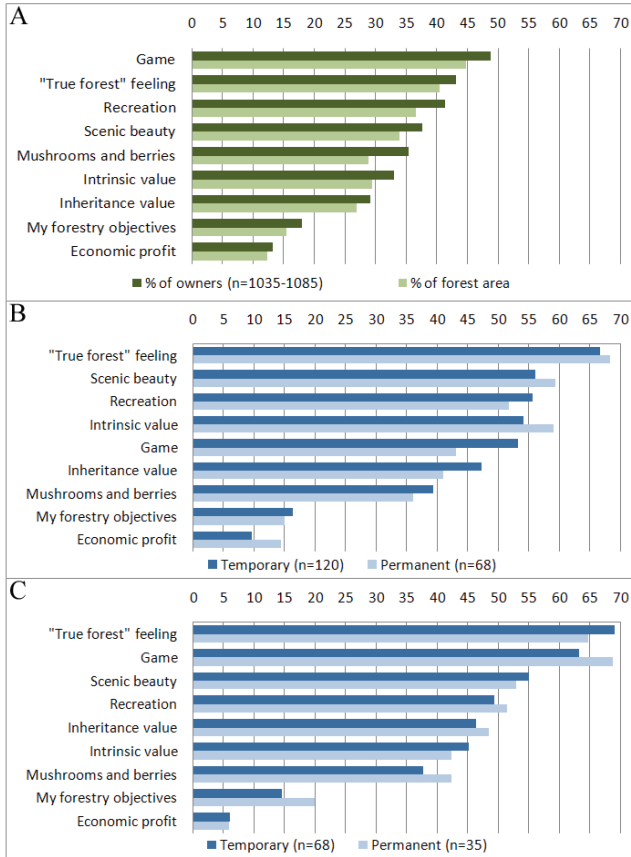 A
0 5 10 15 20 25 30 35 40 45 50 55 60 65 70
Game
"True forest" feeling
Recreation
Scenic beauty
Mushrooms and berries
Intrinsic value
Inheritance value
My forestry objectives
Economic profit
% of owners (n=1035-1085) % of forest area
B
0 5 10 15 20 25 30 35 40 45 50 55 60 65 70
"True forest" feeling
Scenic beauty
Recreation
Intrinsic value
Game
Inheritance value
Mushrooms and berries
My forestry objectives
Economic profit
Temporary (n=120) Permanent (n=68)
C
0 5 10 15 20 25 30 35 40 45 50 55 60 65 70
"True forest" feeling
Game
Scenic beauty
Recreation
Inheritance value
Intrinsic value
Mushrooms and berries
My forestry objectives
Economic profit
Temporary (n=68) Permanent (n=35)